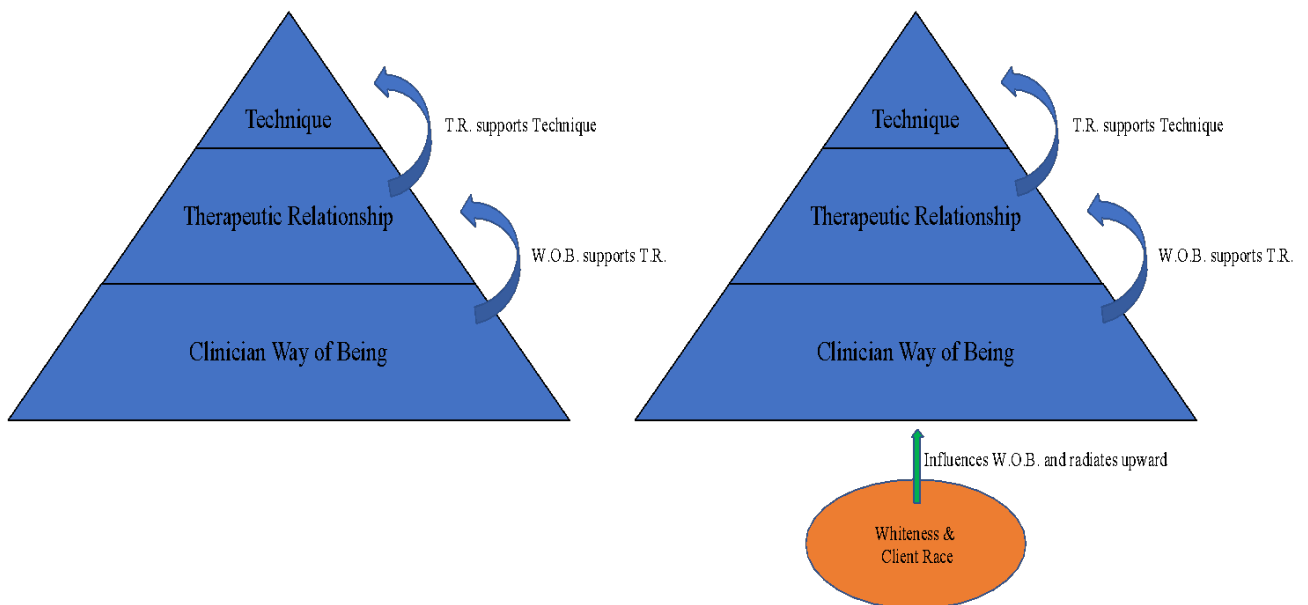 Technique
T.R. supports Technique
Therapeutic Relationship
W.O.B. supports T.R.
Clinician Way of Being
Technique
T.R. supports Technique
Therapeutic Relationship
W.O.B. supports T.R.
Clinician Way of Being
Influences W.O.B. and radiates upward
Whiteness &
Client Race